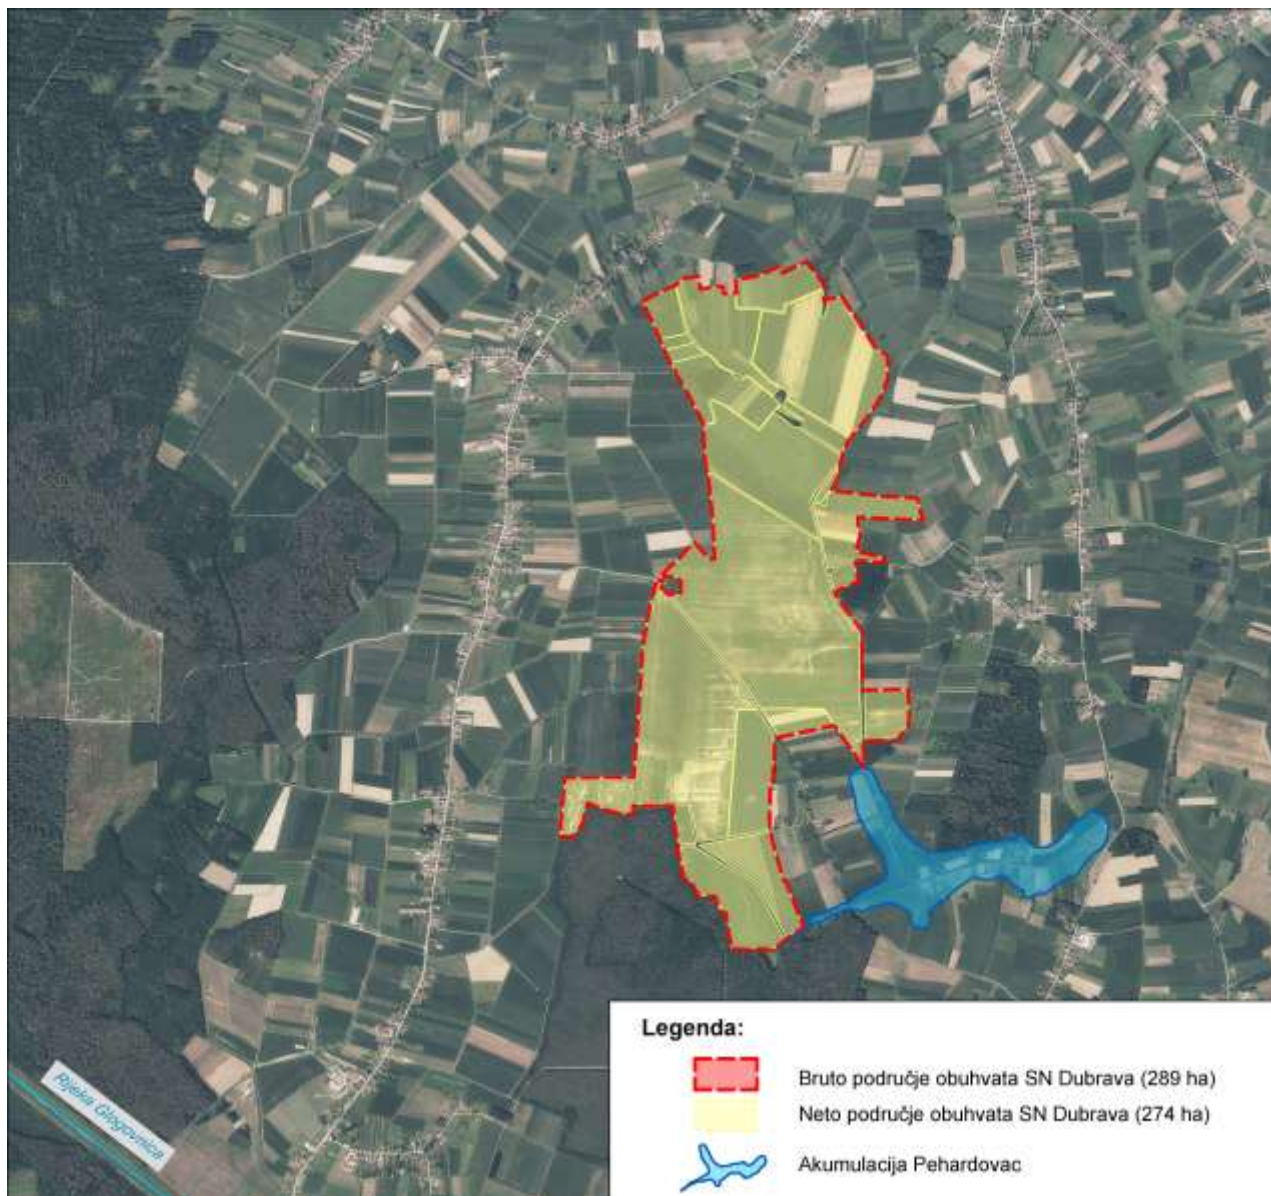 Rijeka Glogovnica
Legenda:
Bruto područje obuhvata SN Dubrava (289 ha)
Neto područje obuhvata SN Dubrava (274 ha)
Akumulacija Pehardovac